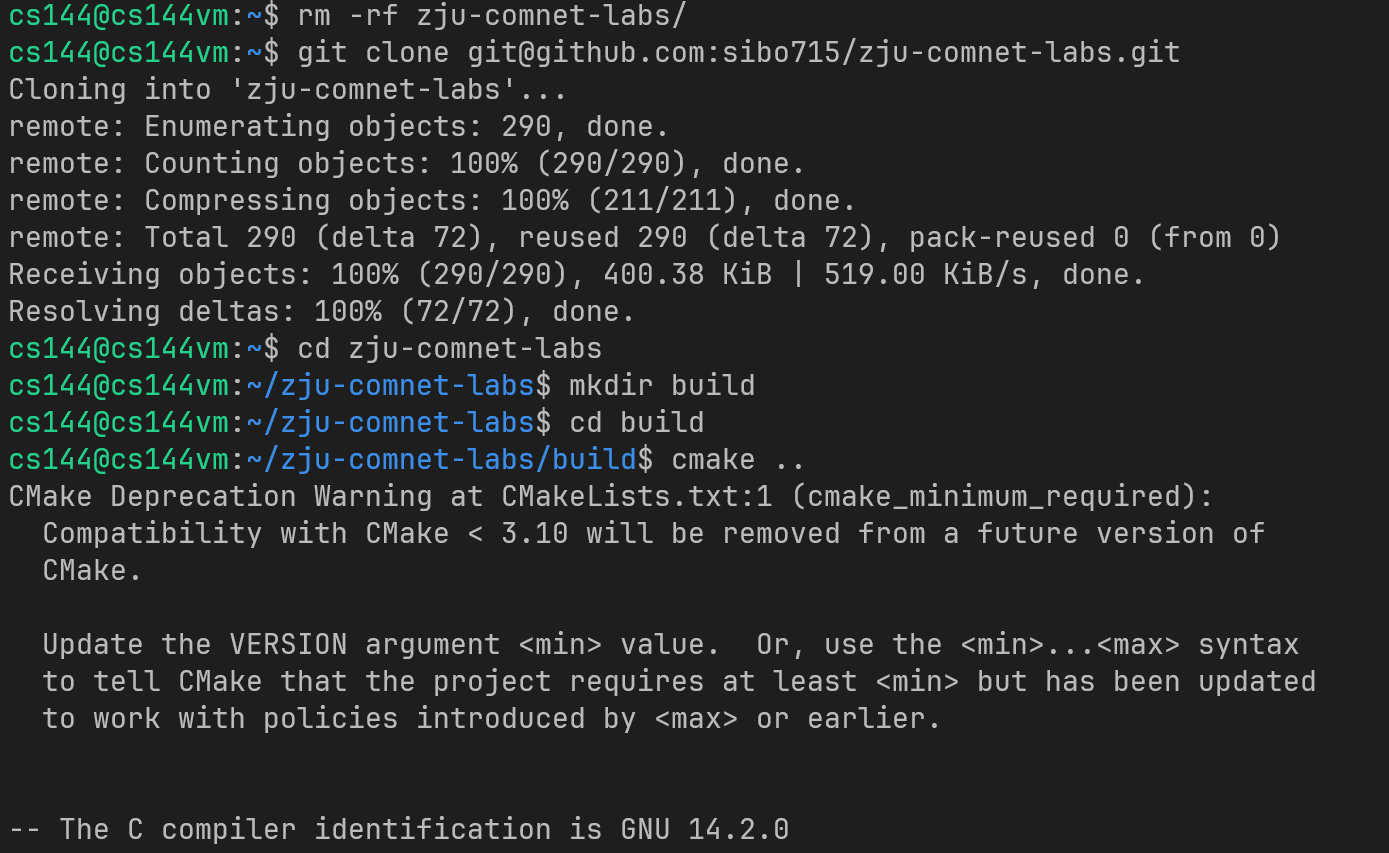 cs144@cs144vm:~$ rm -rf zju-comnet-labs/
cs144@cs144vm:~$ git clone git@github.com:sibo715/zju-comnet-labs.git
Cloning into 'zju-comnet-labs'...
remote: Enumerating objects: 290, done.
remote: Counting objects: 100% (290/290), done.
remote: Compressing objects: 100% (211/211), done.
remote: Total 290 (delta 72), reused 290 (delta 72), pack-reused 0 (from 0)
Receiving objects: 100% (290/290), 400.38 KiB | 519.00 KiB/s, done.
Resolving deltas: 100% (72/72), done.
cs144@cs144vm:~$ cd zju-comnet-labs
cs144@cs144vm:~/zju-comnet-labs$ mkdir build
cs144@cs144vm:~/zju-comnet-labs$ cd build
cs144@cs144vm:~/zju-comnet-labs/build$ cmake ..
CMake Deprecation Warning at CMakeLists.txt:1 (cmake_minimum_required):
  Compatibility with CMake < 3.10 will be removed from a future version of
  CMake.

  Update the VERSION argument <min> value.  Or, use the <min>...<max> syntax
  to tell CMake that the project requires at least <min> but has been updated
  to work with policies introduced by <max> or earlier.


-- The C compiler identification is GNU 14.2.0